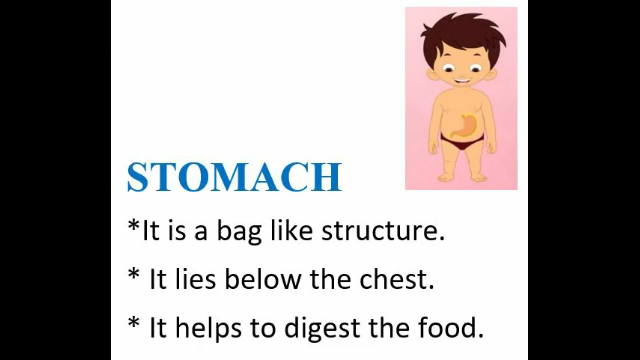 STOMACH
*It is a bag like structure.
* It lies below the chest.
* It helps to digest the food.